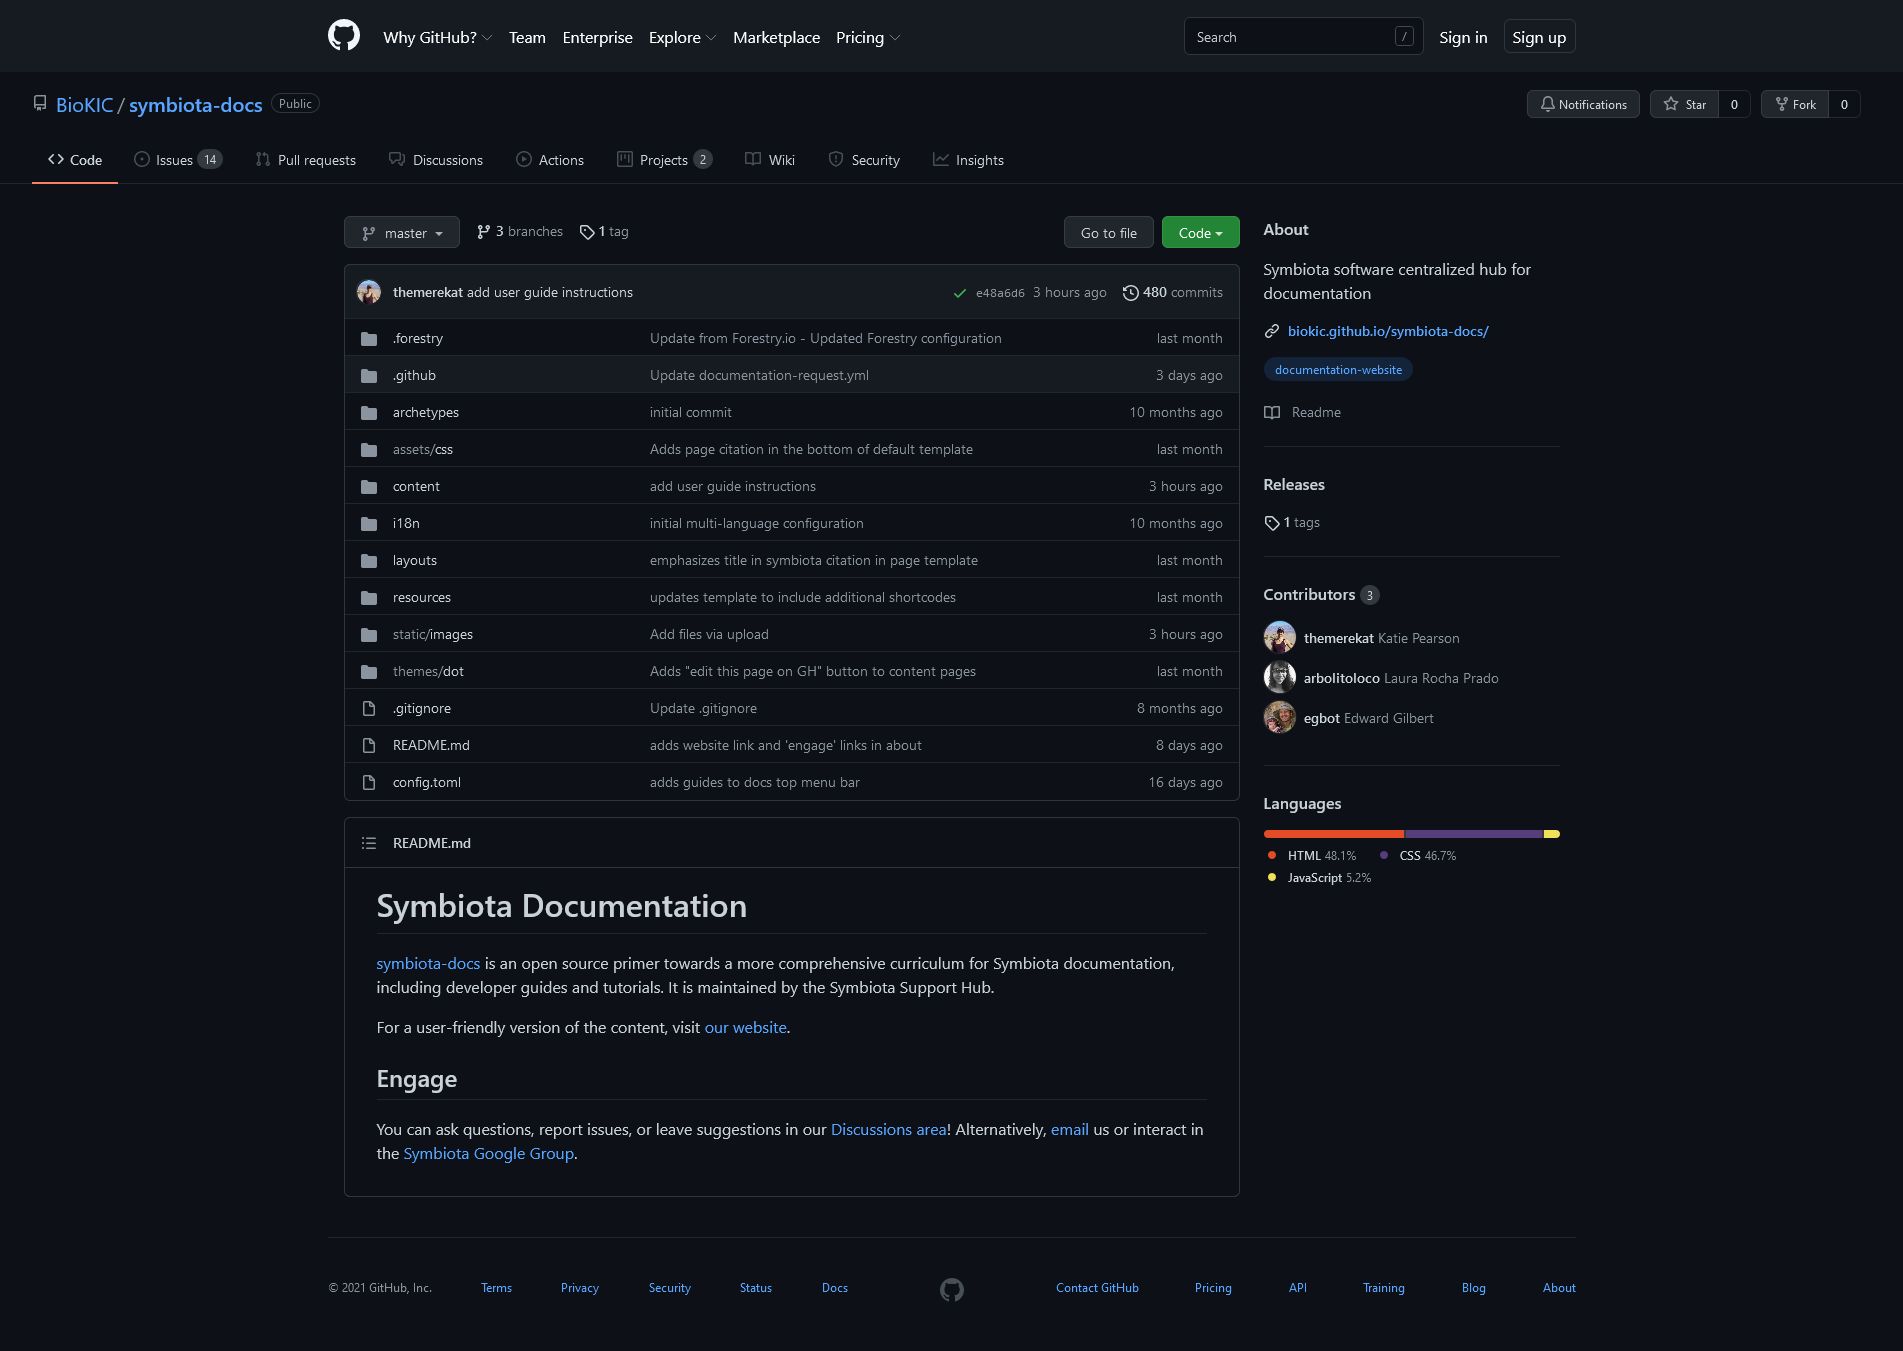 Why GitHub? Team Enterprise Explore Marketplace Pricing Search / Sign in Sign up
BioKIC / symbiota-docs Public Notifications Star 0 Fork 0
Code Issues 14 Pull requests Discussions Actions Projects 2 Wiki Security Insights
master 3 branches 1 tag Go to file Code
themerekat add user guide instructions e48a6d6 3 hours ago 480 commits
.forestry Update from Forestry.io - Updated Forestry configuration last month
.github Update documentation-request.yml 3 days ago
archetypes initial commit 10 months ago
assets/css Adds page citation in the bottom of default template last month
content add user guide instructions 3 hours ago
i18n initial multi-language configuration 10 months ago
layouts emphasizes title in symbiota citation in page template last month
resources updates template to include additional shortcodes last month
static/images Add files via upload 3 hours ago
themes/dot Adds "edit this page on GH" button to content pages last month
.gitignore Update .gitignore 8 months ago
README.md adds website link and 'engage' links in about 8 days ago
config.toml adds guides to docs top menu bar 16 days ago
README.md
Symbiota Documentation
symbiota-docs is an open source primer towards a more comprehensive curriculum for Symbiota documentation,
including developer guides and tutorials. It is maintained by the Symbiota Support Hub.
For a user-friendly version of the content, visit our website.
Engage
You can ask questions, report issues, or leave suggestions in our Discussions area! Alternatively, email us or interact in
the Symbiota Google Group.
About
Symbiota software centralized hub for
documentation
biokic.github.io/symbiota-docs/
documentation-website
Readme
Releases
1 tags
Contributors 3
themerekat Katie Pearson
arbolitoloco Laura Rocha Prado
egbot Edward Gilbert
Languages
HTML 48.1% CSS 46.7%
JavaScript 5.2%
© 2021 GitHub, Inc. Terms Privacy Security Status Docs Contact GitHub Pricing API Training Blog About